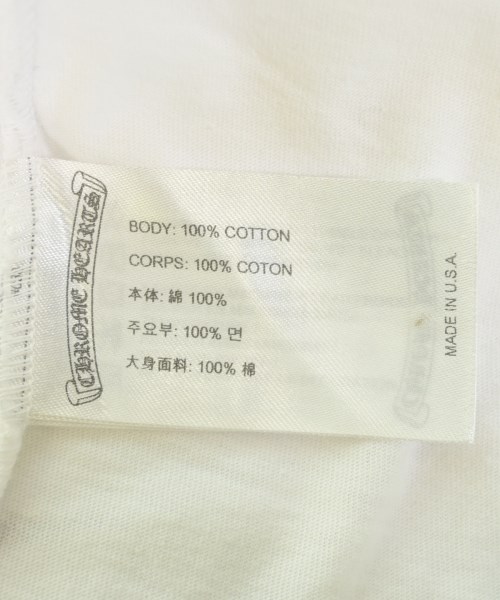 CHROME HEARTS
BODY: 100% COTTON
CORPS: 100% COTON
本体: 綿 100%
주요부: 100% 면
大身面料: 100% 棉
MADE IN U.S.A.